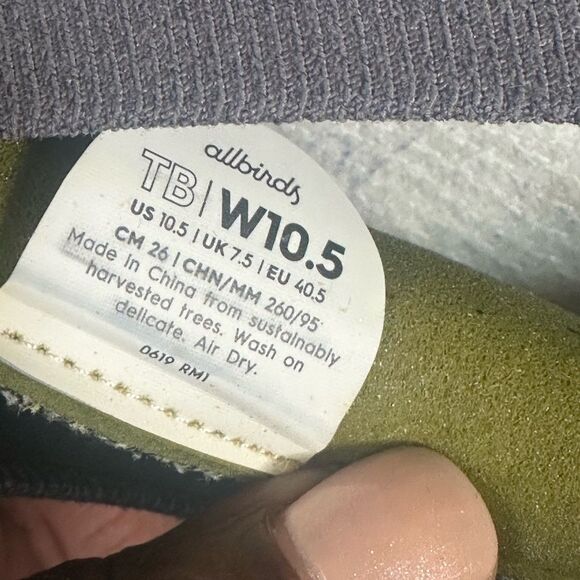 allbirds
TB | W10.5
US 10.5 | UK 7.5 | EU 40.5
CM 26 | CHN/MM 260/95
Made in China from sustainably
harvested trees. Wash on
delicate. Air Dry.
0619 RM1